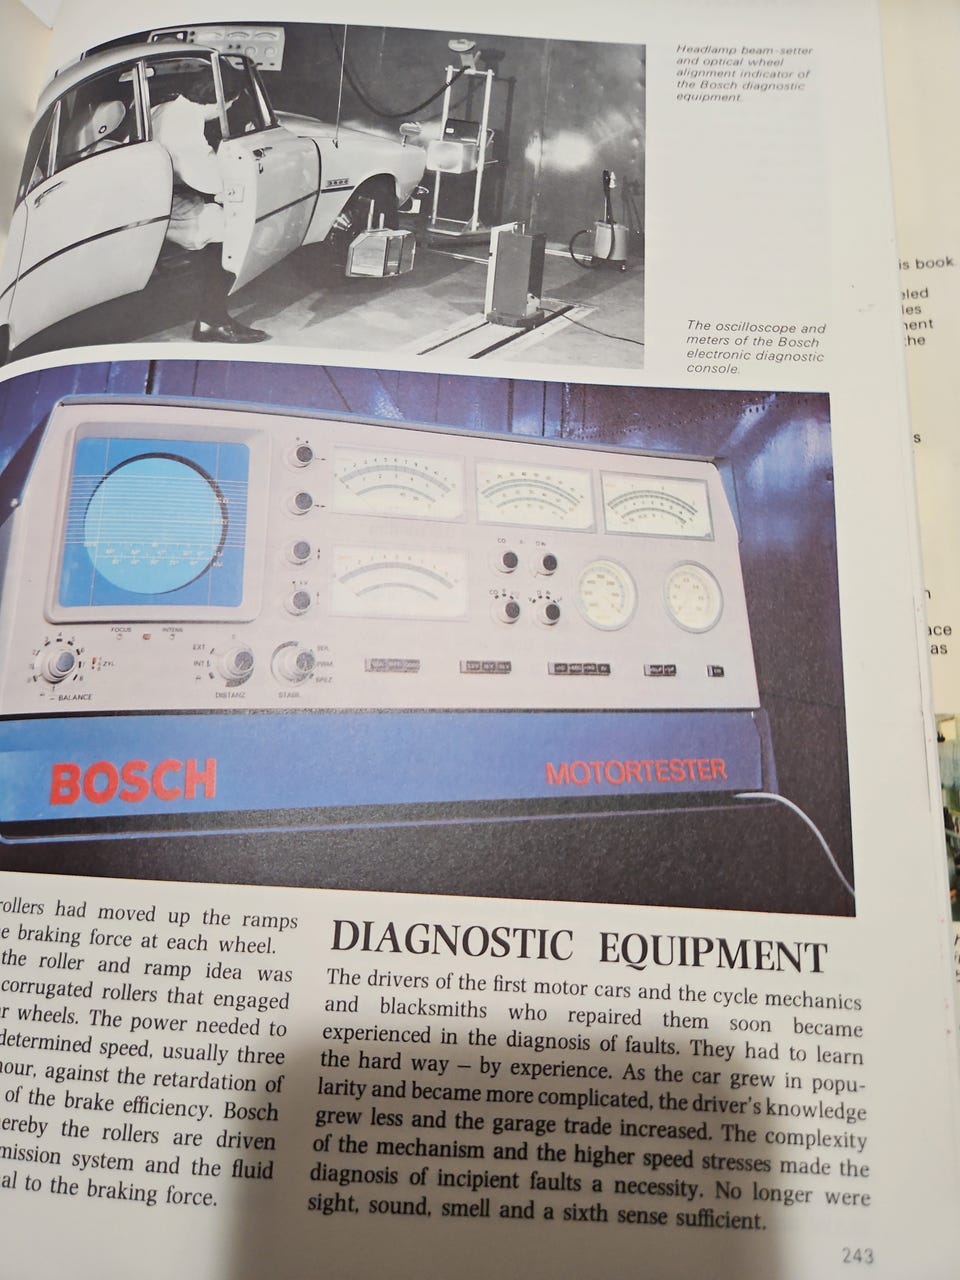 Headlamp beam-setter
and optical wheel
alignment indicator of
the Bosch diagnostic
equipment.
The oscilloscope and
meters of the Bosch
electronic diagnostic
console.
FOCUS
INTENS
EXT.
INT.
ZYL.
BALANCE
DISTANZ
STABIL
BOSCH
MOTORTESTER
rollers had moved up the ramps
braking force at each wheel.
the roller and ramp idea was
corrugated rollers that engaged
wheels. The power needed to
determined speed, usually three
against the retardation of
of the brake efficiency. Bosch
the rollers are driven
system and the fluid
to the braking force.
DIAGNOSTIC EQUIPMENT
The drivers of the first motor cars and the cycle mechanics
and blacksmiths who repaired them soon became
experienced in the diagnosis of faults. They had to learn
the hard way – by experience. As the car grew in popu-
larity and became more complicated, the driver's knowledge
grew less and the garage trade increased. The complexity
of the mechanism and the higher speed stresses made the
diagnosis of incipient faults a necessity. No longer were
sight, sound, smell and a sixth sense sufficient.
243
is book
as